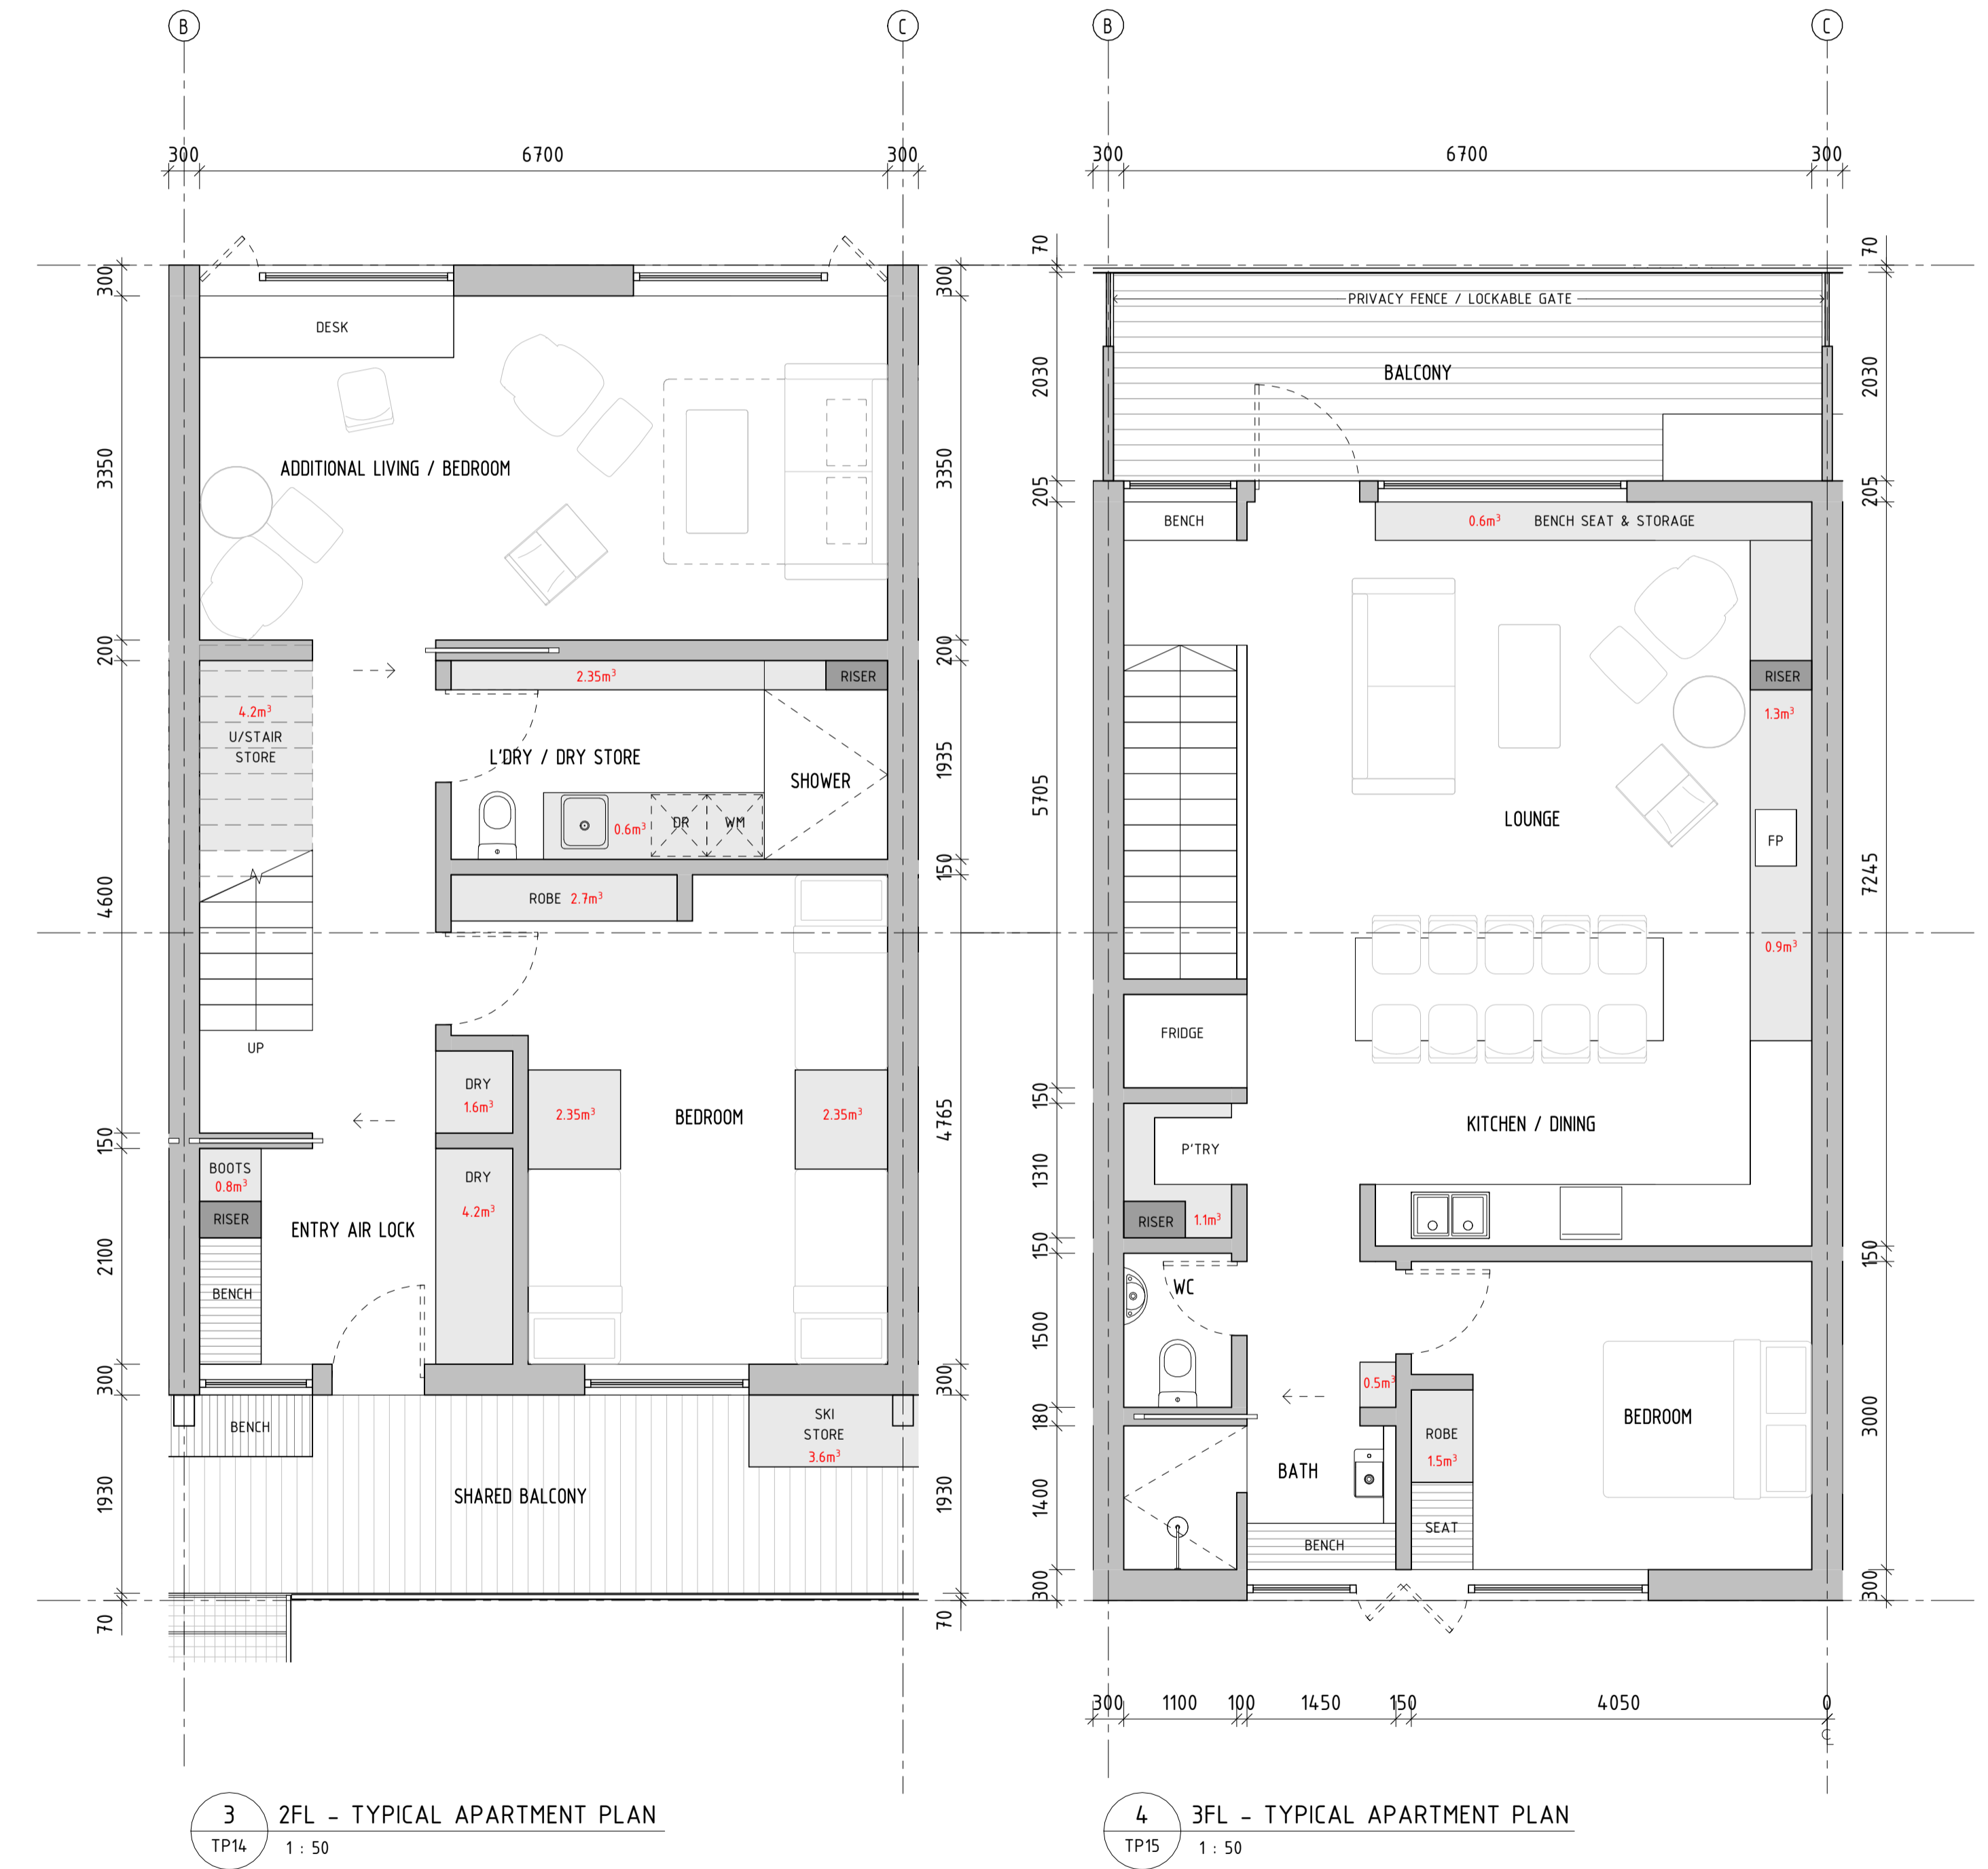 B
C
300
6700
300
300
3350
200
4600
150
2100
300
1930
70
DESK
ADDITIONAL LIVING / BEDROOM
2.35m³
RISER
4.2m³
U/STAIR
STORE
L'DRY / DRY STORE
SHOWER
0.6m³
DR
WM
ROBE 2.7m³
UP
DRY
1.6m³
2.35m³
BEDROOM
2.35m³
BOOTS
0.8m³
RISER
DRY
4.2m³
ENTRY AIR LOCK
BENCH
BENCH
SKI
STORE
3.6m³
SHARED BALCONY
300
3350
200
1935
150
4765
300
1930
70
3
TP14
2FL - TYPICAL APARTMENT PLAN
1 : 50
B
C
300
6700
300
70
2030
205
5705
150
1310
150
1500
180
1400
300
PRIVACY FENCE / LOCKABLE GATE
BALCONY
BENCH
0.6m³ BENCH SEAT & STORAGE
RISER
1.3m³
LOUNGE
FP
0.9m³
FRIDGE
KITCHEN / DINING
P'TRY
RISER
1.1m³
WC
0.5m³
BEDROOM
ROBE
1.5m³
BATH
SEAT
BENCH
70
2030
205
7245
150
3000
300
300
1100
100
1450
150
4050
0
4
TP15
3FL - TYPICAL APARTMENT PLAN
1 : 50